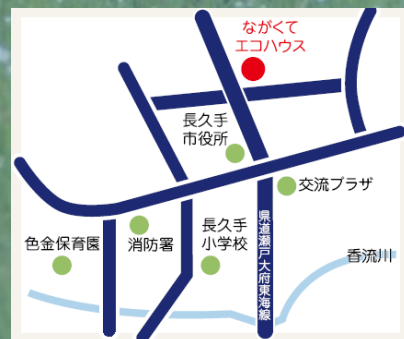 ながくて
エコハウス
長久手
市役所
交流プラザ
色金保育園
消防署
長久手
小学校
県道瀬戸大府東海線
香流川